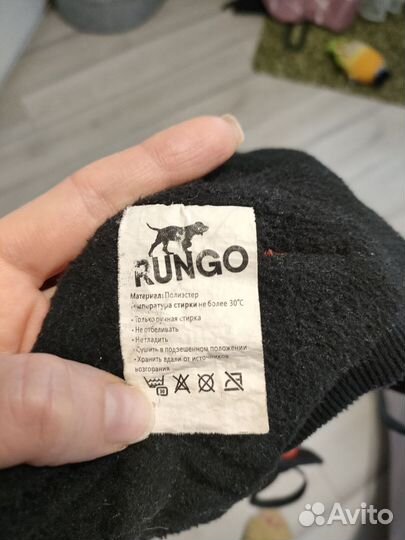 RUNGO
Материал: Полиэстер
температура стирки не более 30°C
• Только ручная стирка
• Не отбеливать
• Не гладить
• Сушить в подвешенном положении
• Хранить вдали от источников
возгорания
30
Avito